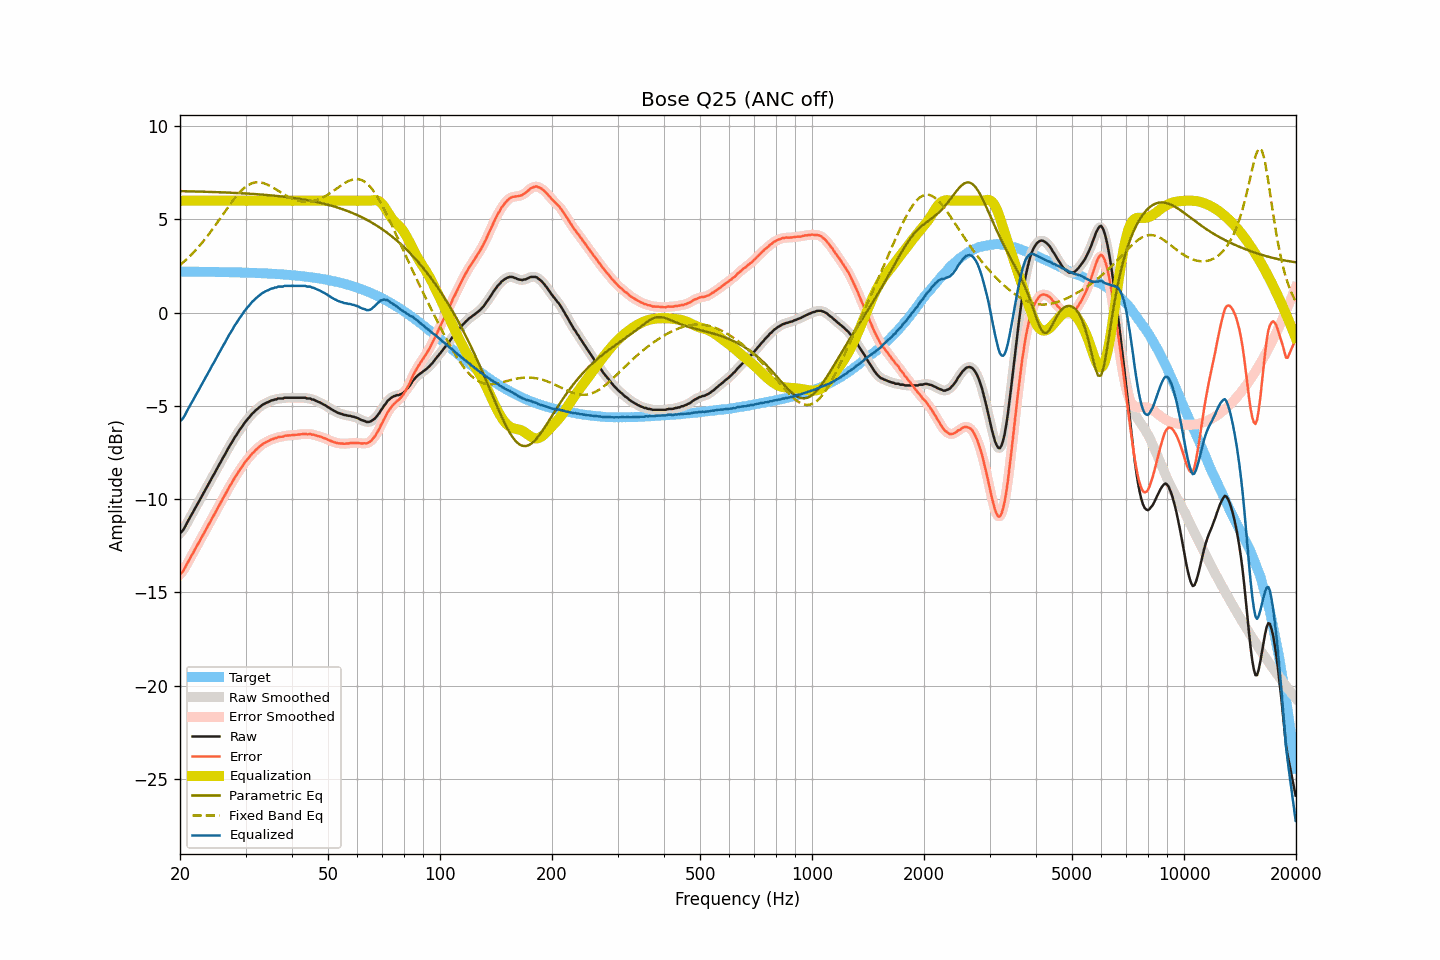 Bose Q25 (ANC off)
Amplitude (dBr)
10
5
0
−5
−10
−15
−20
−25
Target
Raw Smoothed
Error Smoothed
Raw
Error
Equalization
Parametric Eq
Fixed Band Eq
Equalized
20 50 100 200 500 1000 2000 5000 10000 20000
Frequency (Hz)